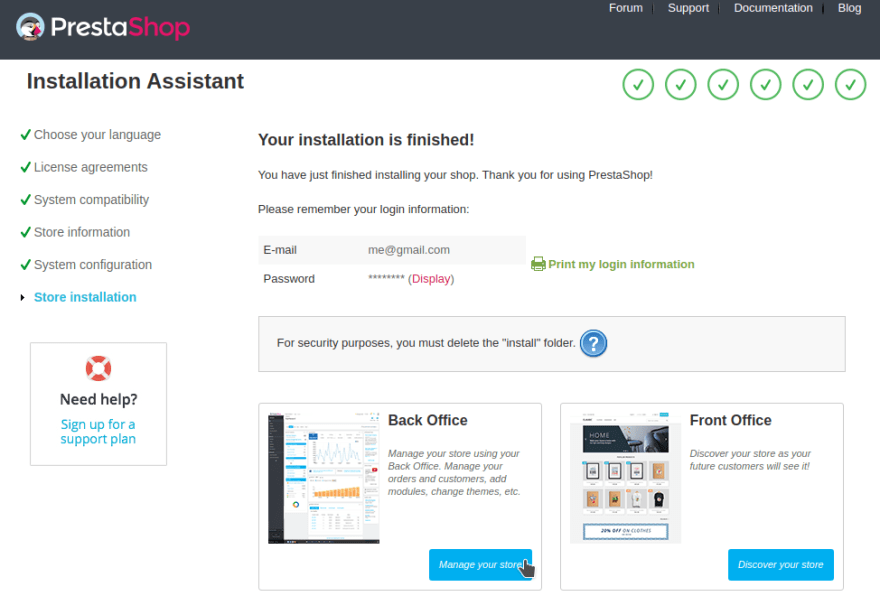 Forum | Support | Documentation | Blog
PrestaShop
Installation Assistant
Choose your language
License agreements
System compatibility
Store information
System configuration
Store installation
Need help?
Sign up for a
support plan
Your installation is finished!
You have just finished installing your shop. Thank you for using PrestaShop!
Please remember your login information:
E-mail me@gmail.com
Password ******** (Display)
Print my login information
For security purposes, you must delete the "install" folder. ?
Back Office
Manage your store using your
Back Office. Manage your
orders and customers, add
modules, change themes, etc.
Manage your store
Front Office
Discover your store as your
future customers will see it!
HOME
20% OFF ON CLOTHES
Discover your store